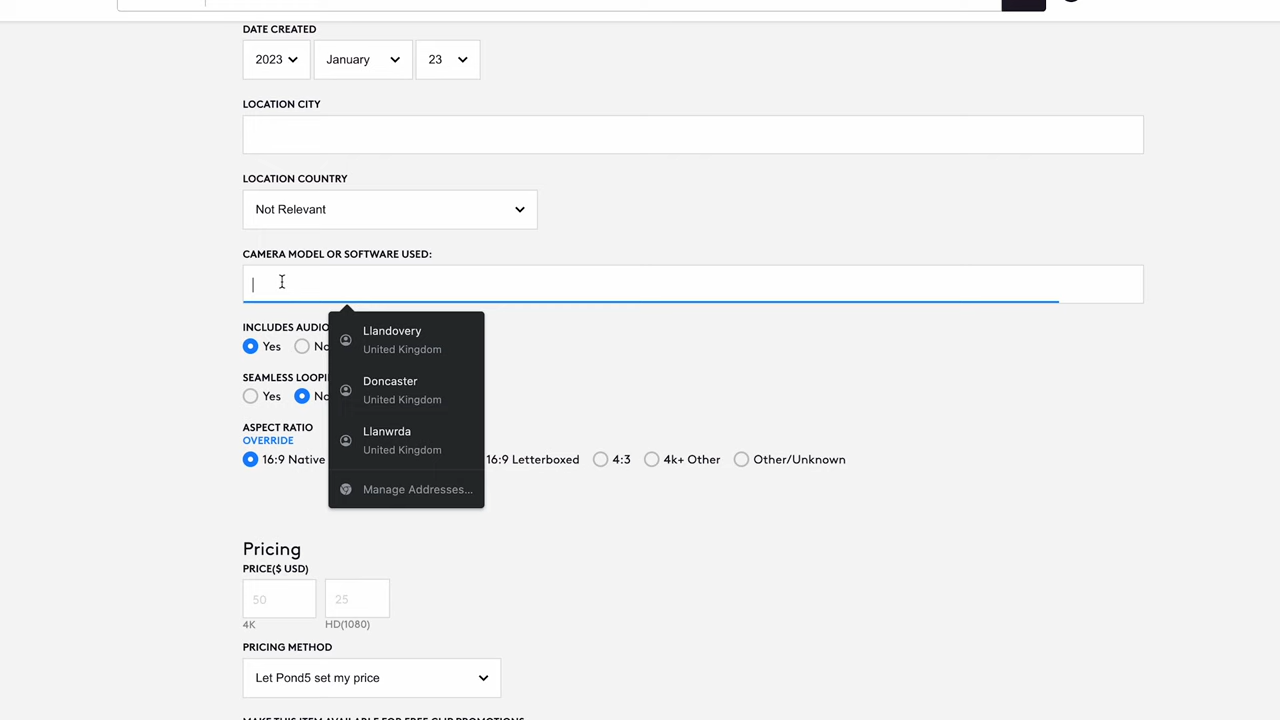 DATE CREATED
2023 January 23
LOCATION CITY
LOCATION COUNTRY
Not Relevant
CAMERA MODEL OR SOFTWARE USED:
Llandovery
United Kingdom
Doncaster
United Kingdom
Llanwrda
United Kingdom
Manage Addresses...
INCLUDES AUDIO
Yes No
SEAMLESS LOOPI
Yes No
ASPECT RATIO
OVERRIDE
16:9 Native 16:9 Letterboxed 4:3 4k+ Other Other/Unknown
Pricing
PRICE($ USD)
50 25
4K HD(1080)
PRICING METHOD
Let Pond5 set my price
MAKE THIS ITEM AVAILABLE FOR FREE CLIP PROMOTIONS